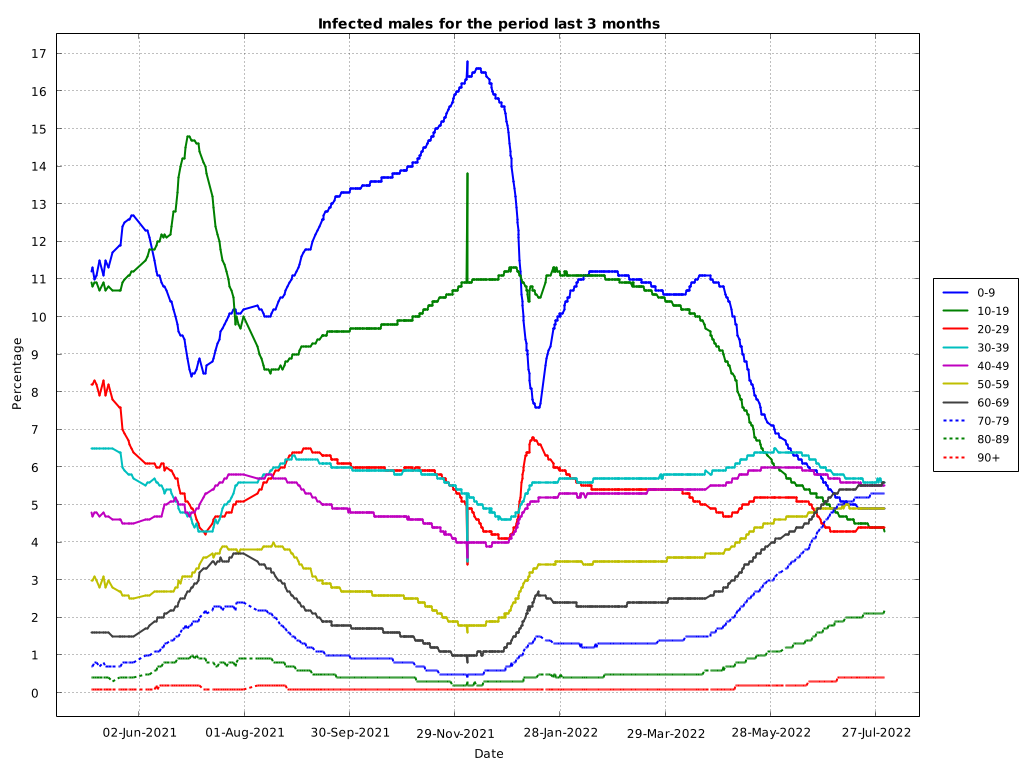 Infected males for the period last 3 months
Percentage
17
16
15
14
13
12
11
10
9
8
7
6
5
4
3
2
1
0
02-Jun-2021
01-Aug-2021
30-Sep-2021
29-Nov-2021
28-Jan-2022
29-Mar-2022
28-May-2022
27-Jul-2022
Date
0-9
10-19
20-29
30-39
40-49
50-59
60-69
70-79
80-89
90+